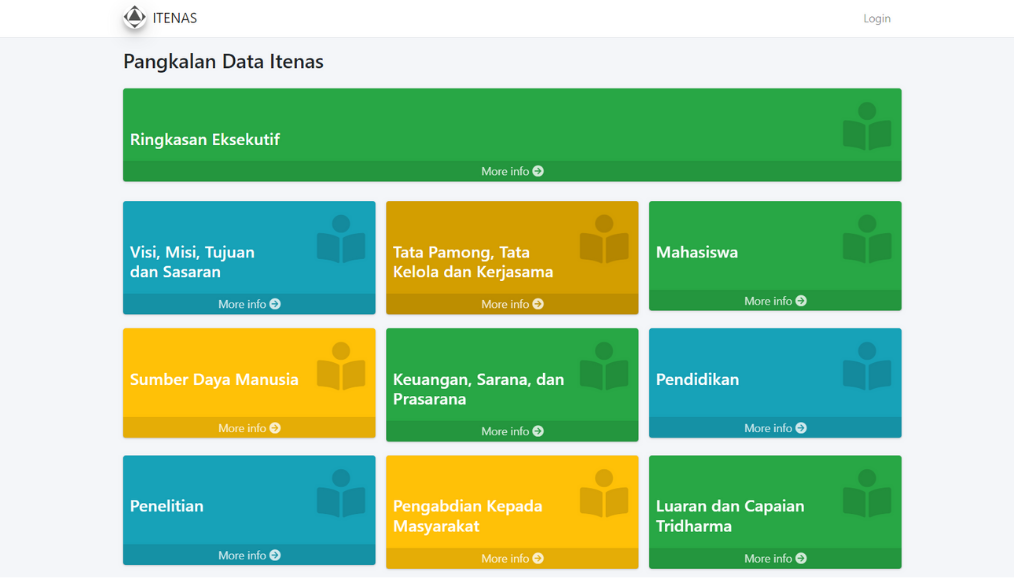 ITENAS
Login
Pangkalan Data Itenas
Ringkasan Eksekutif
More info
Visi, Misi, Tujuan
dan Sasaran
More info
Tata Pamong, Tata
Kelola dan Kerjasama
More info
Mahasiswa
More info
Sumber Daya Manusia
More info
Keuangan, Sarana, dan
Prasarana
More info
Pendidikan
More info
Penelitian
More info
Pengabdian Kepada
Masyarakat
More info
Luaran dan Capaian
Tridharma
More info